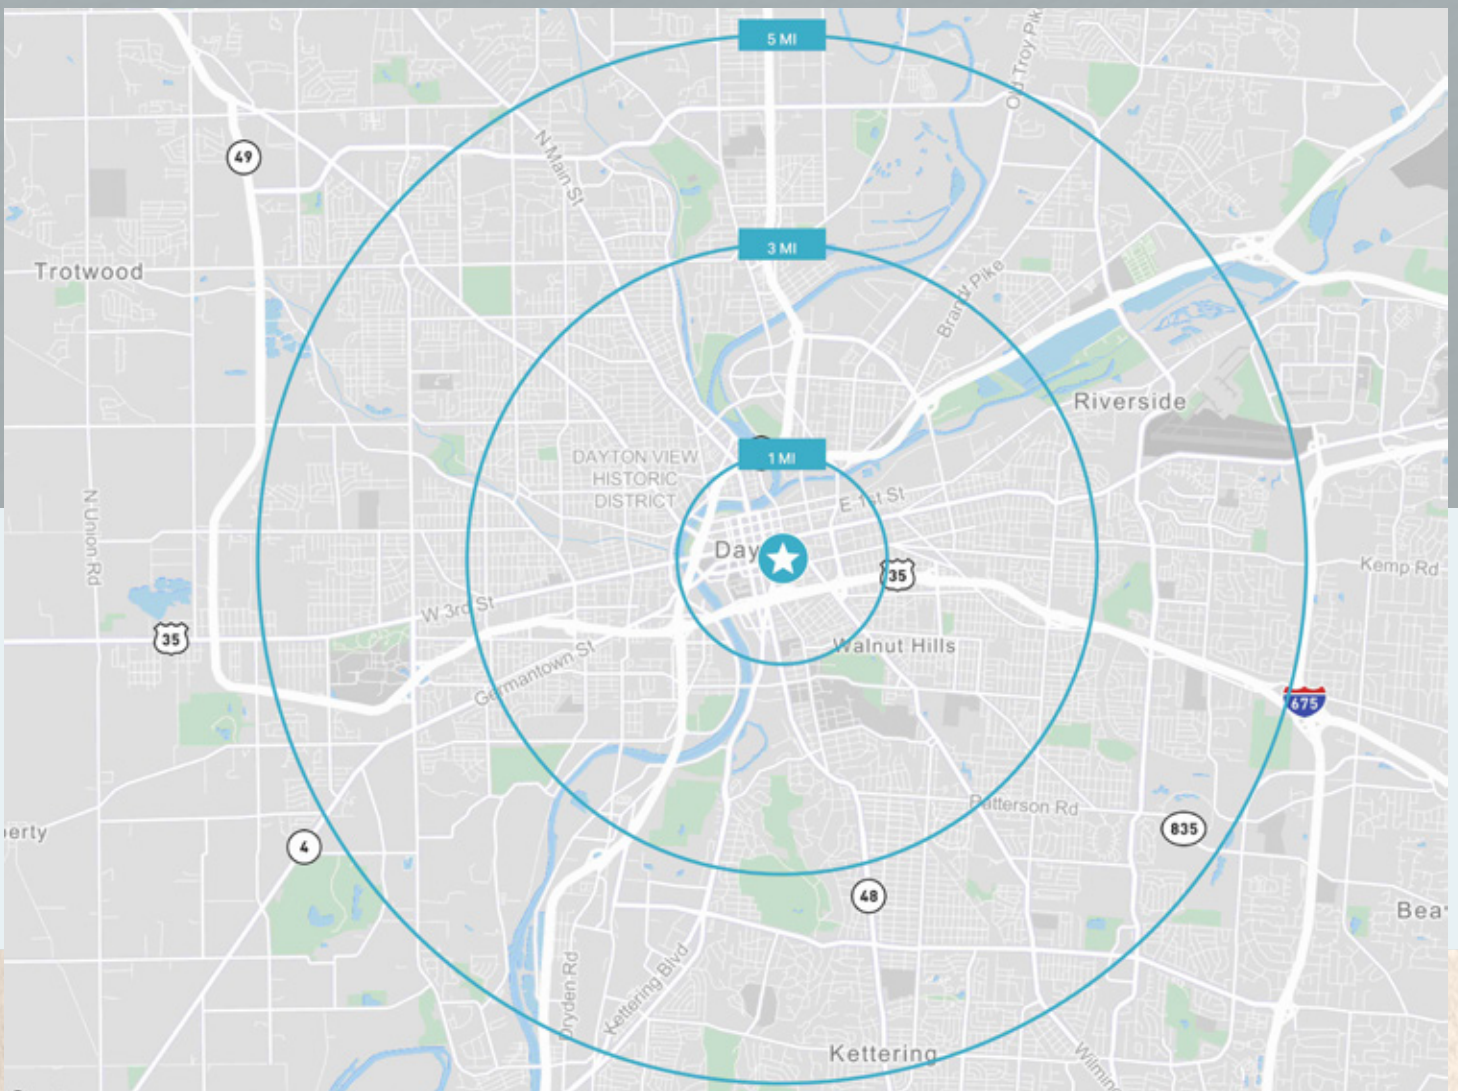 5 MI
Old Troy Pik
49
N Main St
3 MI
Trotwood
Brandt Pike
Riverside
1 MI
DAYTON VIEW
HISTORIC
DISTRICT
E 1st St
N Union Rd
Day
35
Kemp Rd
W 3rd St
35
Walnut Hills
Germantown St
675
Patterson Rd
835
erty
4
48
Bea
Dryden Rd
Kettering Blvd
Kettering
Wilmin